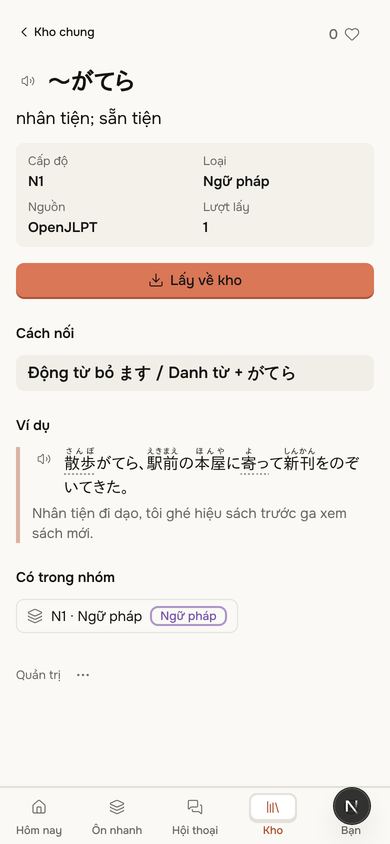 Kho chung
0
〜がてら
nhân tiện; sẵn tiện
Cấp độ
Loại
N1
Ngữ pháp
Nguồn
Lượt lấy
OpenJLPT
1
Lấy về kho
Cách nối
Động từ bỏ ます / Danh từ + がてら
Ví dụ
さんぽ えきまえ ほんや よ しんかん
散歩がてら、駅前の本屋に寄って新刊をのぞ
いてきた。
Nhân tiện đi dạo, tôi ghé hiệu sách trước ga xem
sách mới.
Có trong nhóm
N1 · Ngữ pháp Ngữ pháp
Quản trị ···
Hôm nay
Ôn nhanh
Hội thoại
Kho
N
Bạn